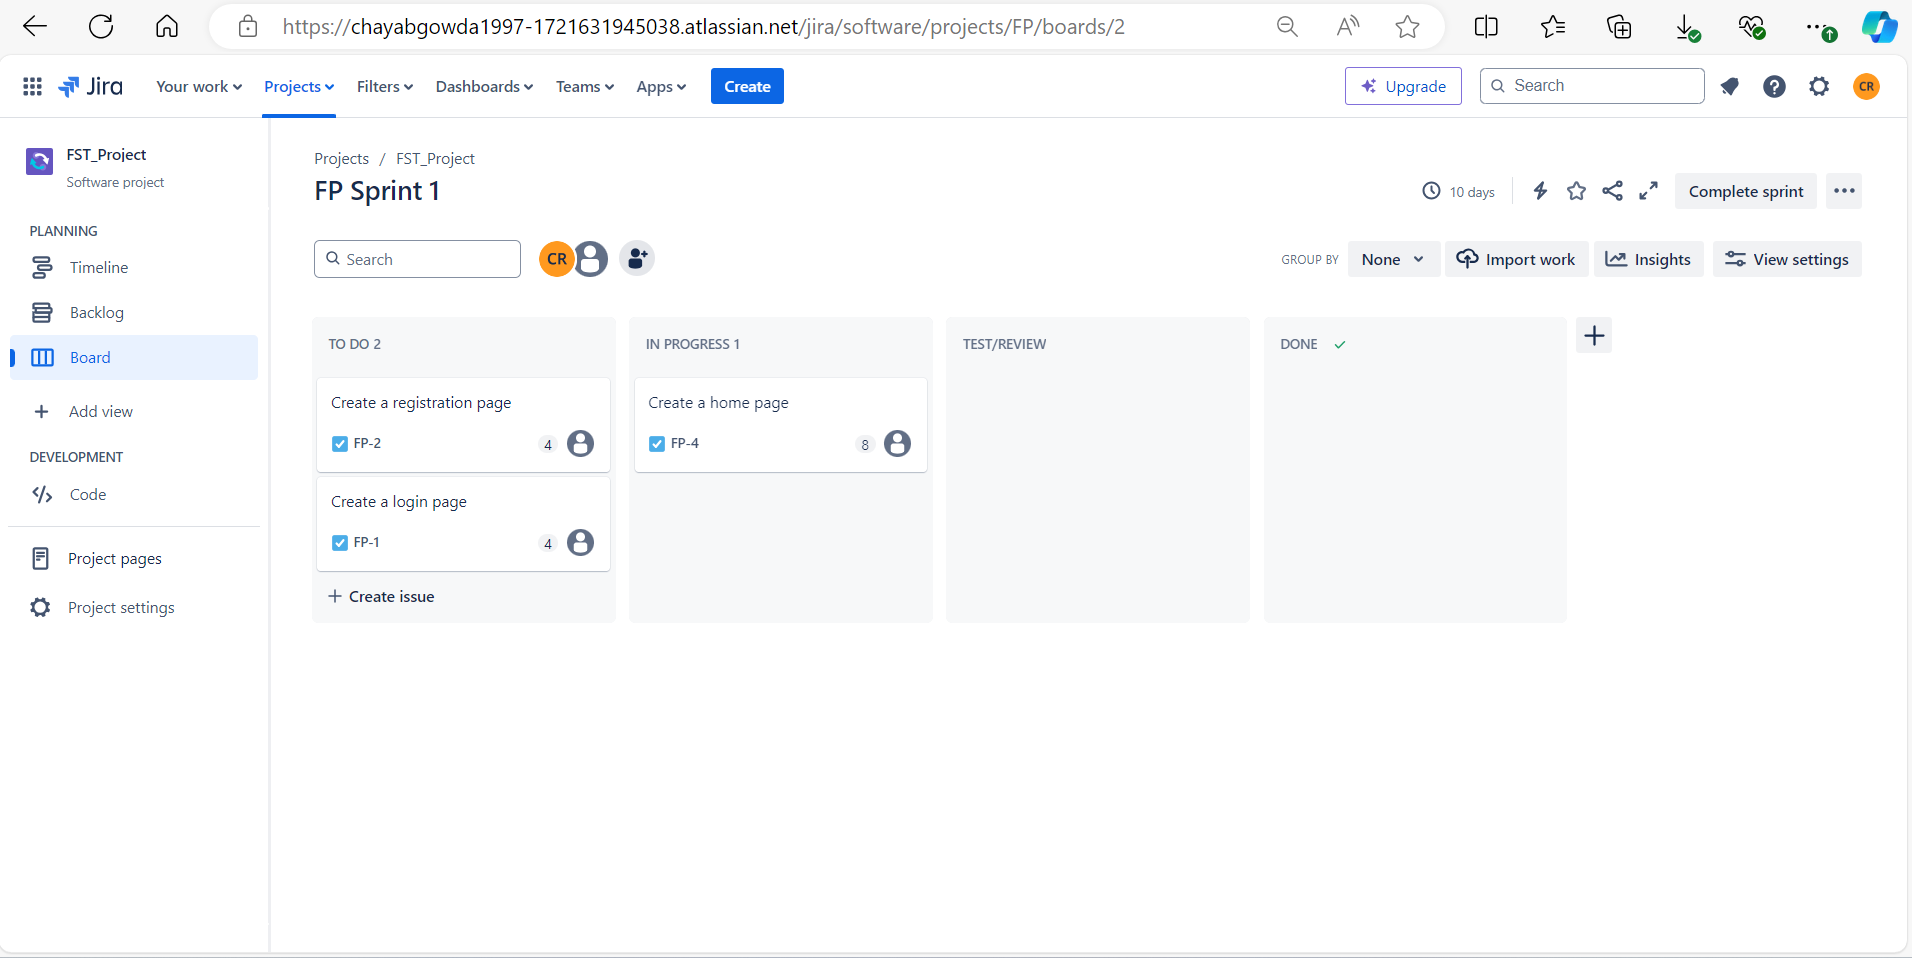 https://chayabgowda1997-1721631945038.atlassian.net/jira/software/projects/FP/boards/2
Jira Your work Projects Filters Dashboards Teams Apps Create Upgrade Search CR
FST_Project
Software project
PLANNING
Timeline
Backlog
Board
Add view
DEVELOPMENT
Code
Project pages
Project settings
Projects / FST_Project
FP Sprint 1
10 days Complete sprint
Search CR GROUP BY None Import work Insights View settings
TO DO 2
Create a registration page
FP-2 4
Create a login page
FP-1 4
+ Create issue
IN PROGRESS 1
Create a home page
FP-4 8
TEST/REVIEW
DONE